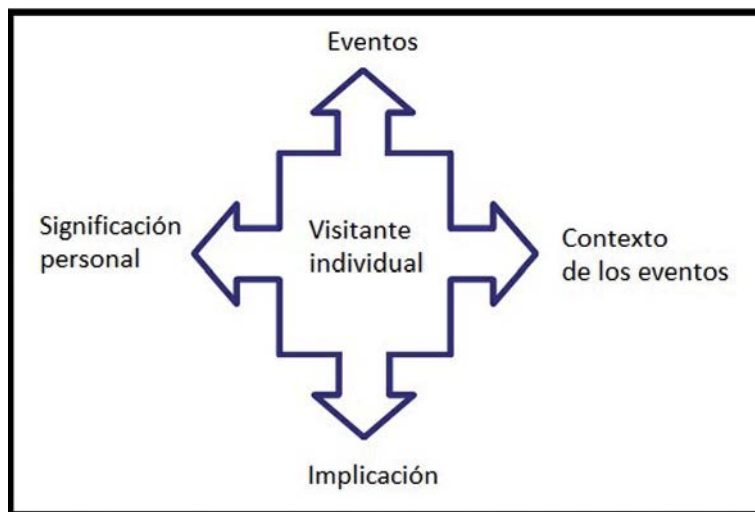 Eventos
Significación
personal
Visitante
individual
Contexto
de los eventos
Implicación